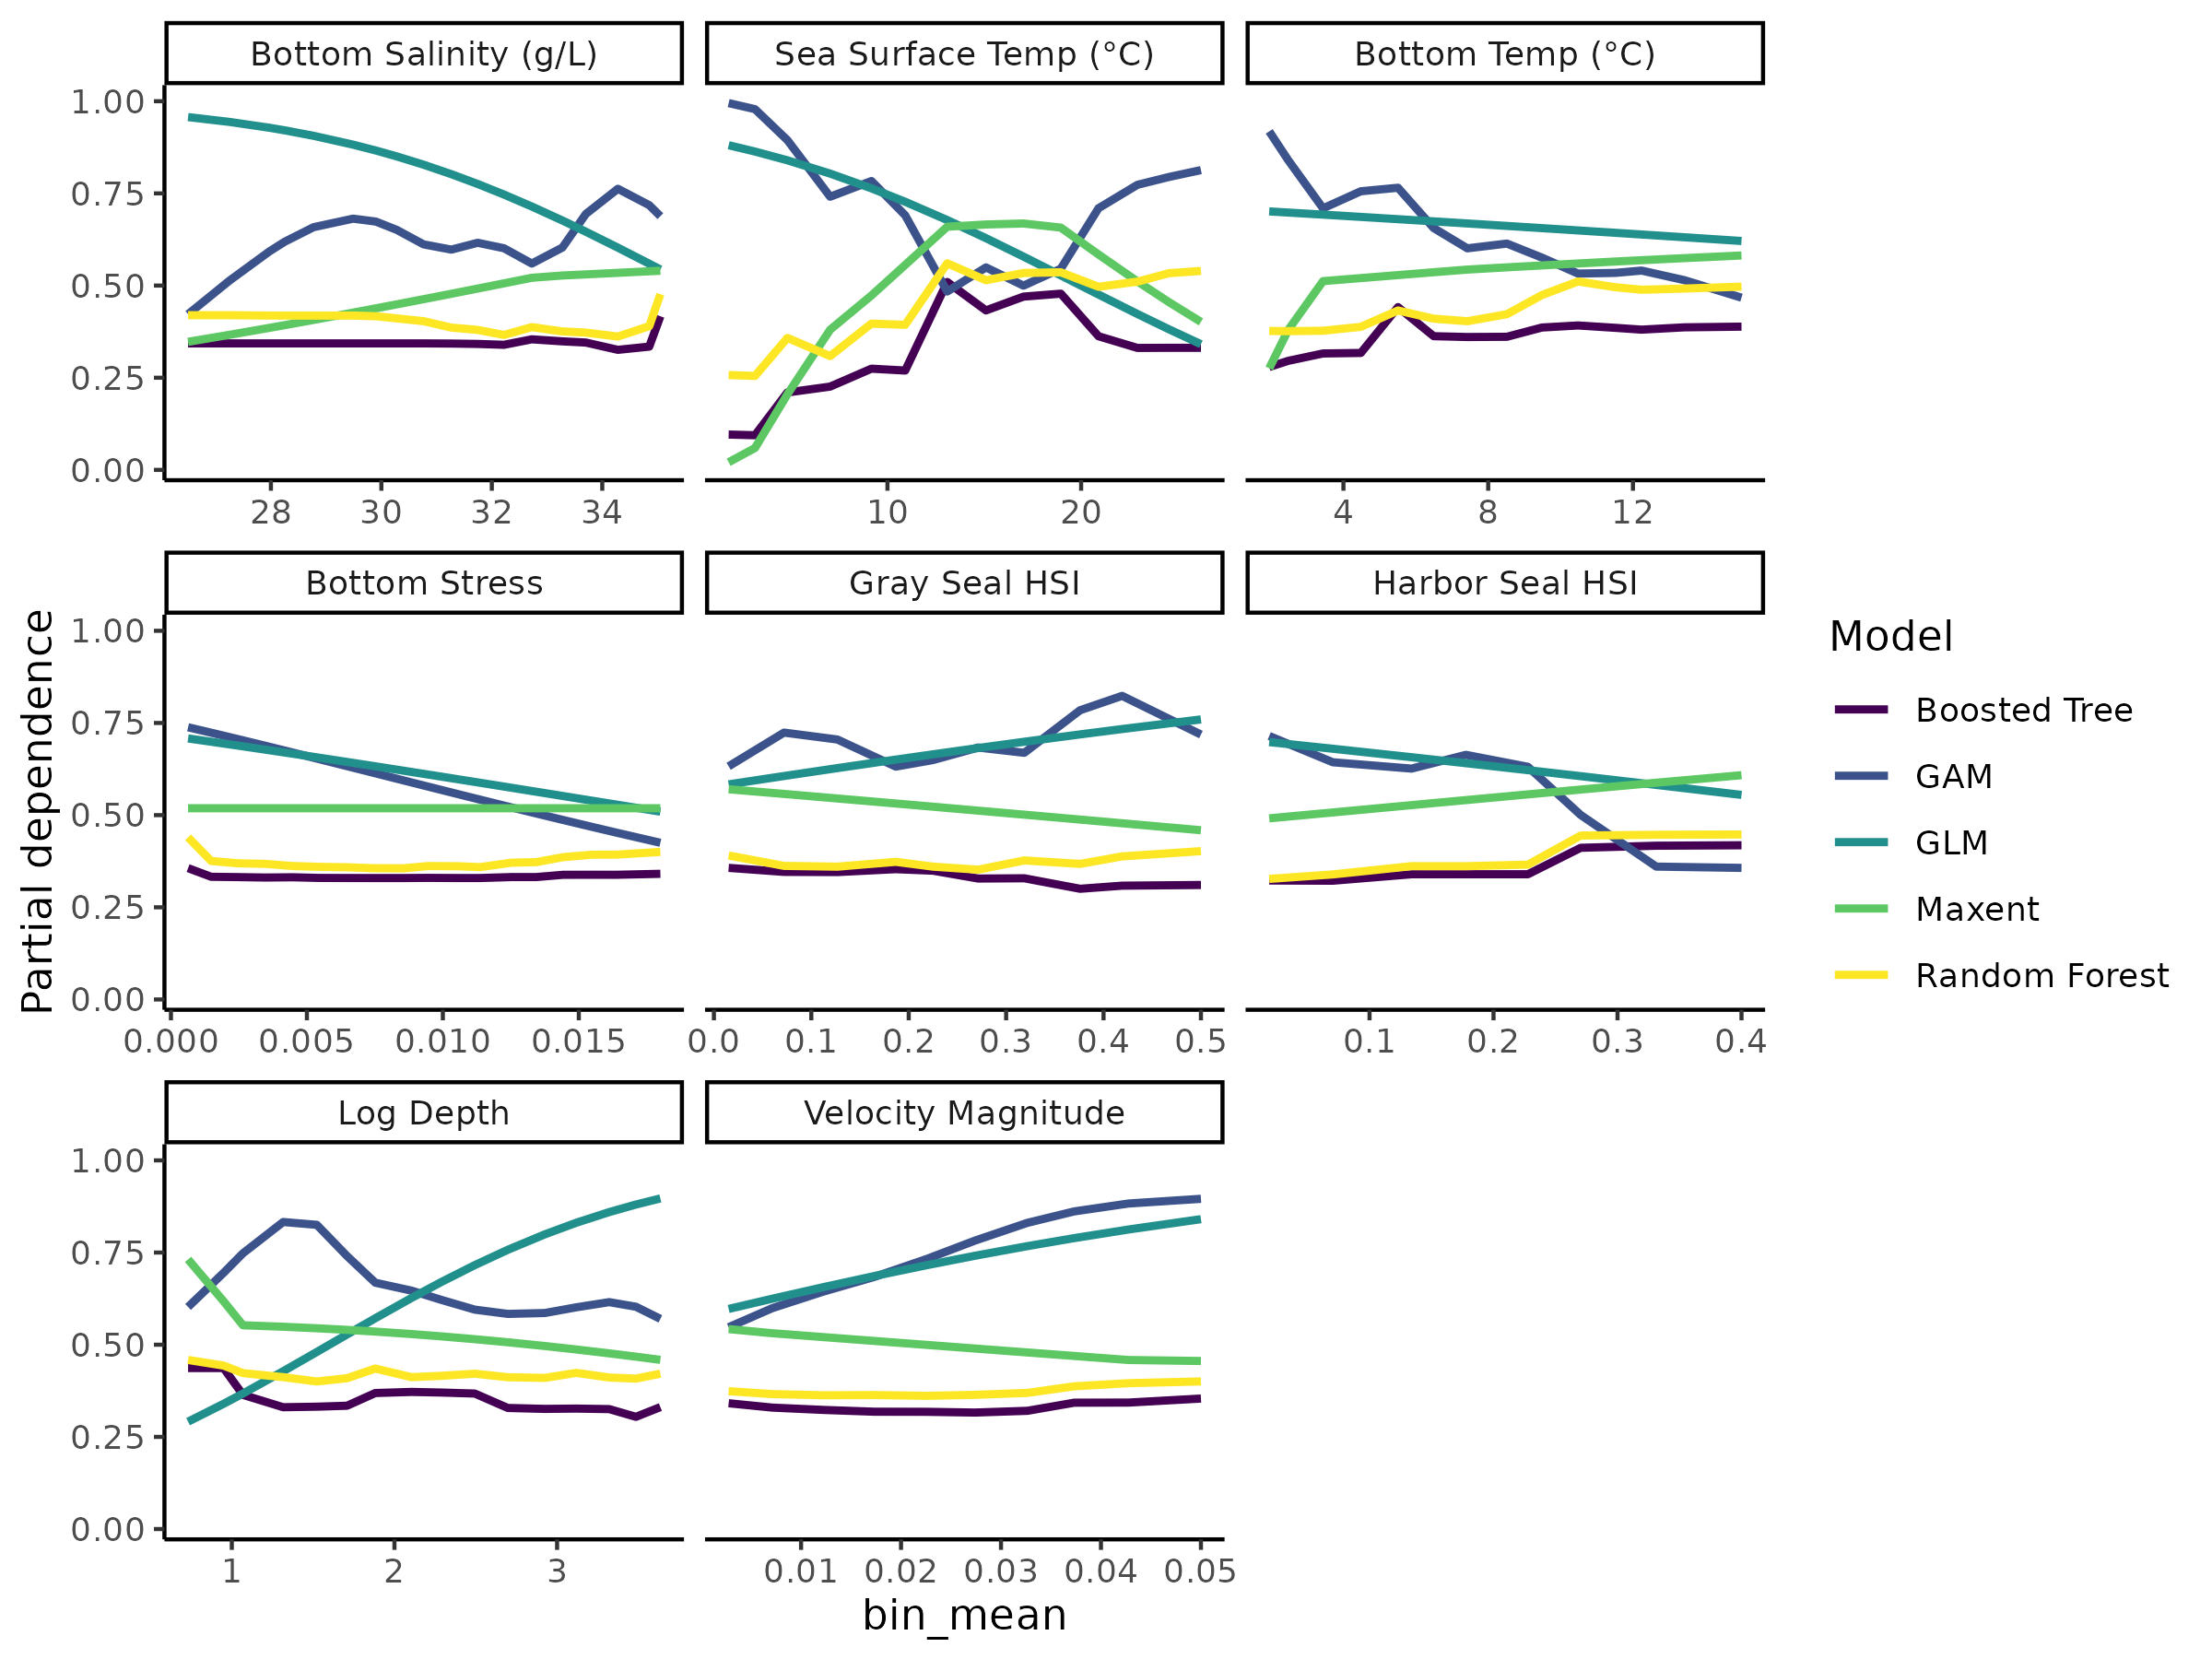 Bottom Salinity (g/L) Sea Surface Temp (°C) Bottom Temp (°C)
1.00
0.75
0.50
0.25
0.00
28 30 32 34 10 20 4 8 12
Bottom Stress Gray Seal HSI Harbor Seal HSI
Partial dependence
1.00
0.75
0.50
0.25
0.00
0.000 0.005 0.010 0.015 0.0 0.1 0.2 0.3 0.4 0.5 0.1 0.2 0.3 0.4
Model
Boosted Tree
GAM
GLM
Maxent
Random Forest
Log Depth Velocity Magnitude
1.00
0.75
0.50
0.25
0.00
1 2 3 0.01 0.02 0.03 0.04 0.05
bin_mean